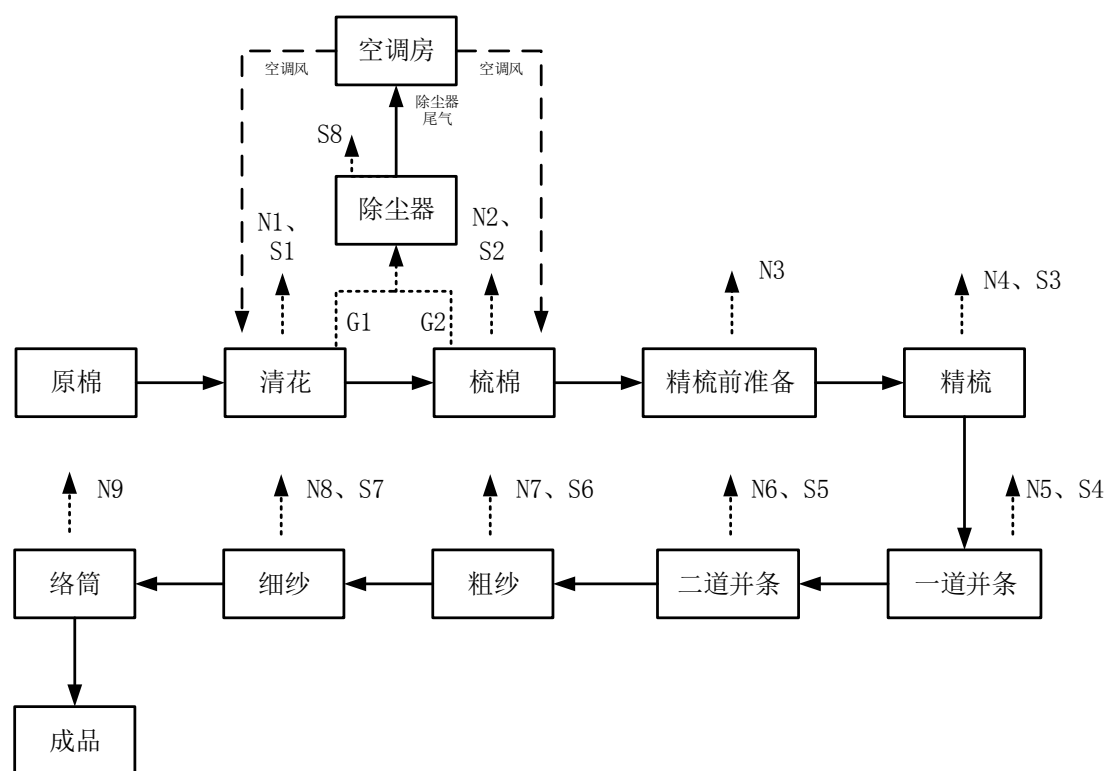 空调房
空调风
空调风
除尘器
尾气
S8
除尘器
N1、
S1
N2、
S2
N3
N4、S3
G1
G2
原棉
清花
梳棉
精梳前准备
精梳
N9
N8、S7
N7、S6
N6、S5
N5、S4
络筒
细纱
粗纱
二道并条
一道并条
成品